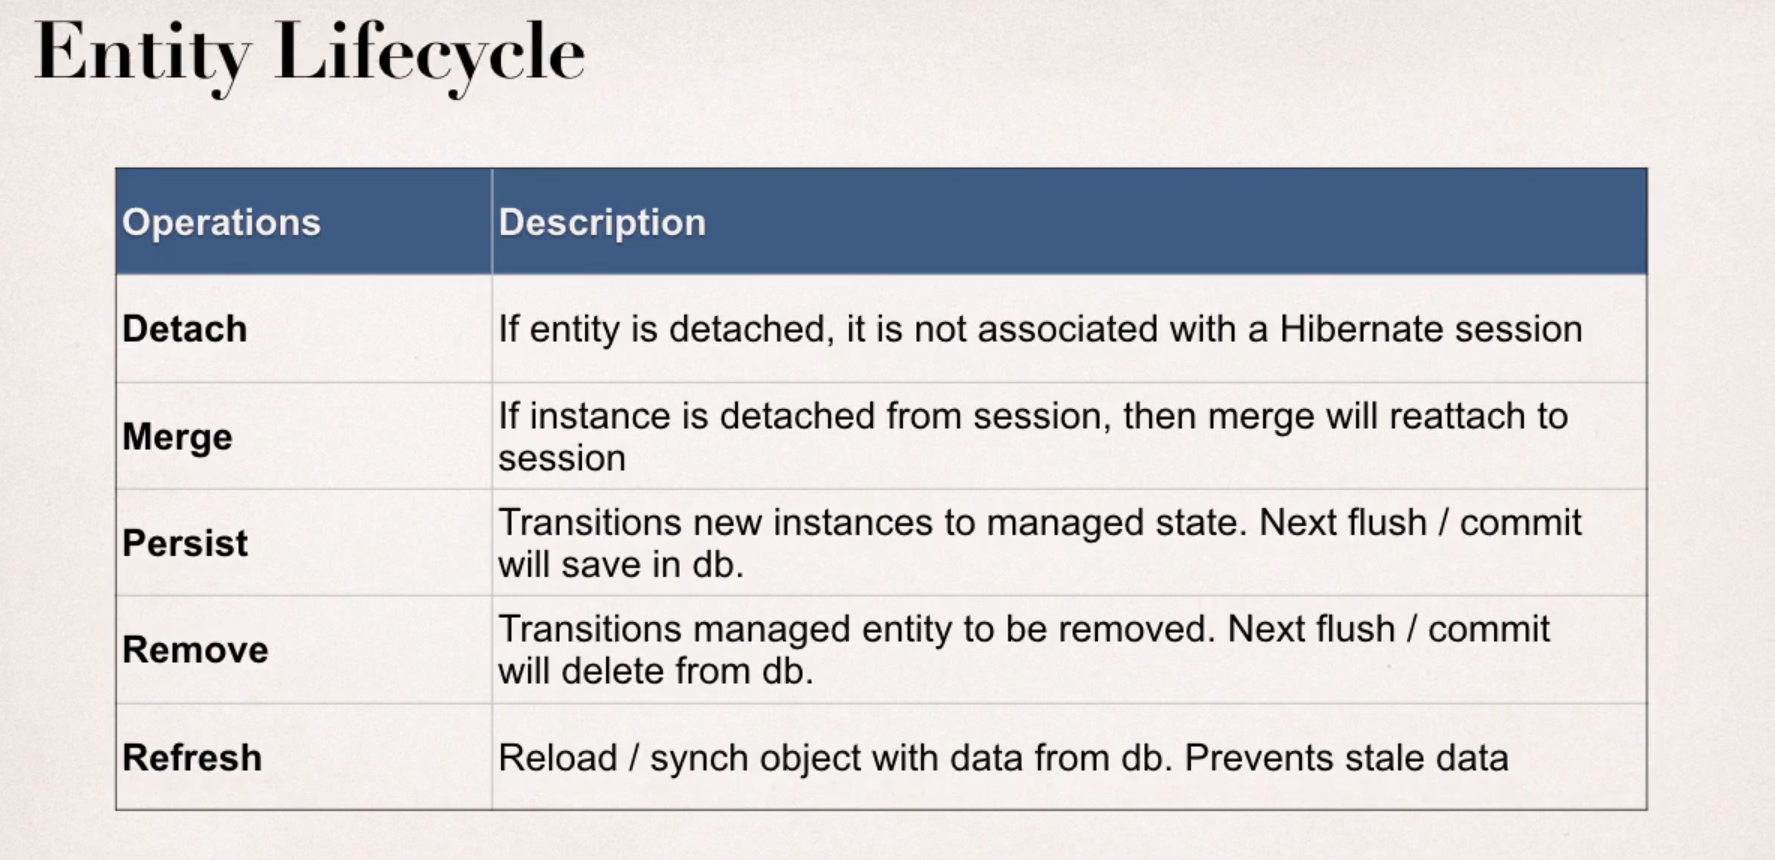 Entity Lifecycle
Operations
Description
Detach
If entity is detached, it is not associated with a Hibernate session
Merge
If instance is detached from session, then merge will reattach to
session
Persist
Transitions new instances to managed state. Next flush / commit
will save in db.
Remove
Transitions managed entity to be removed. Next flush / commit
will delete from db.
Refresh
Reload / synch object with data from db. Prevents stale data